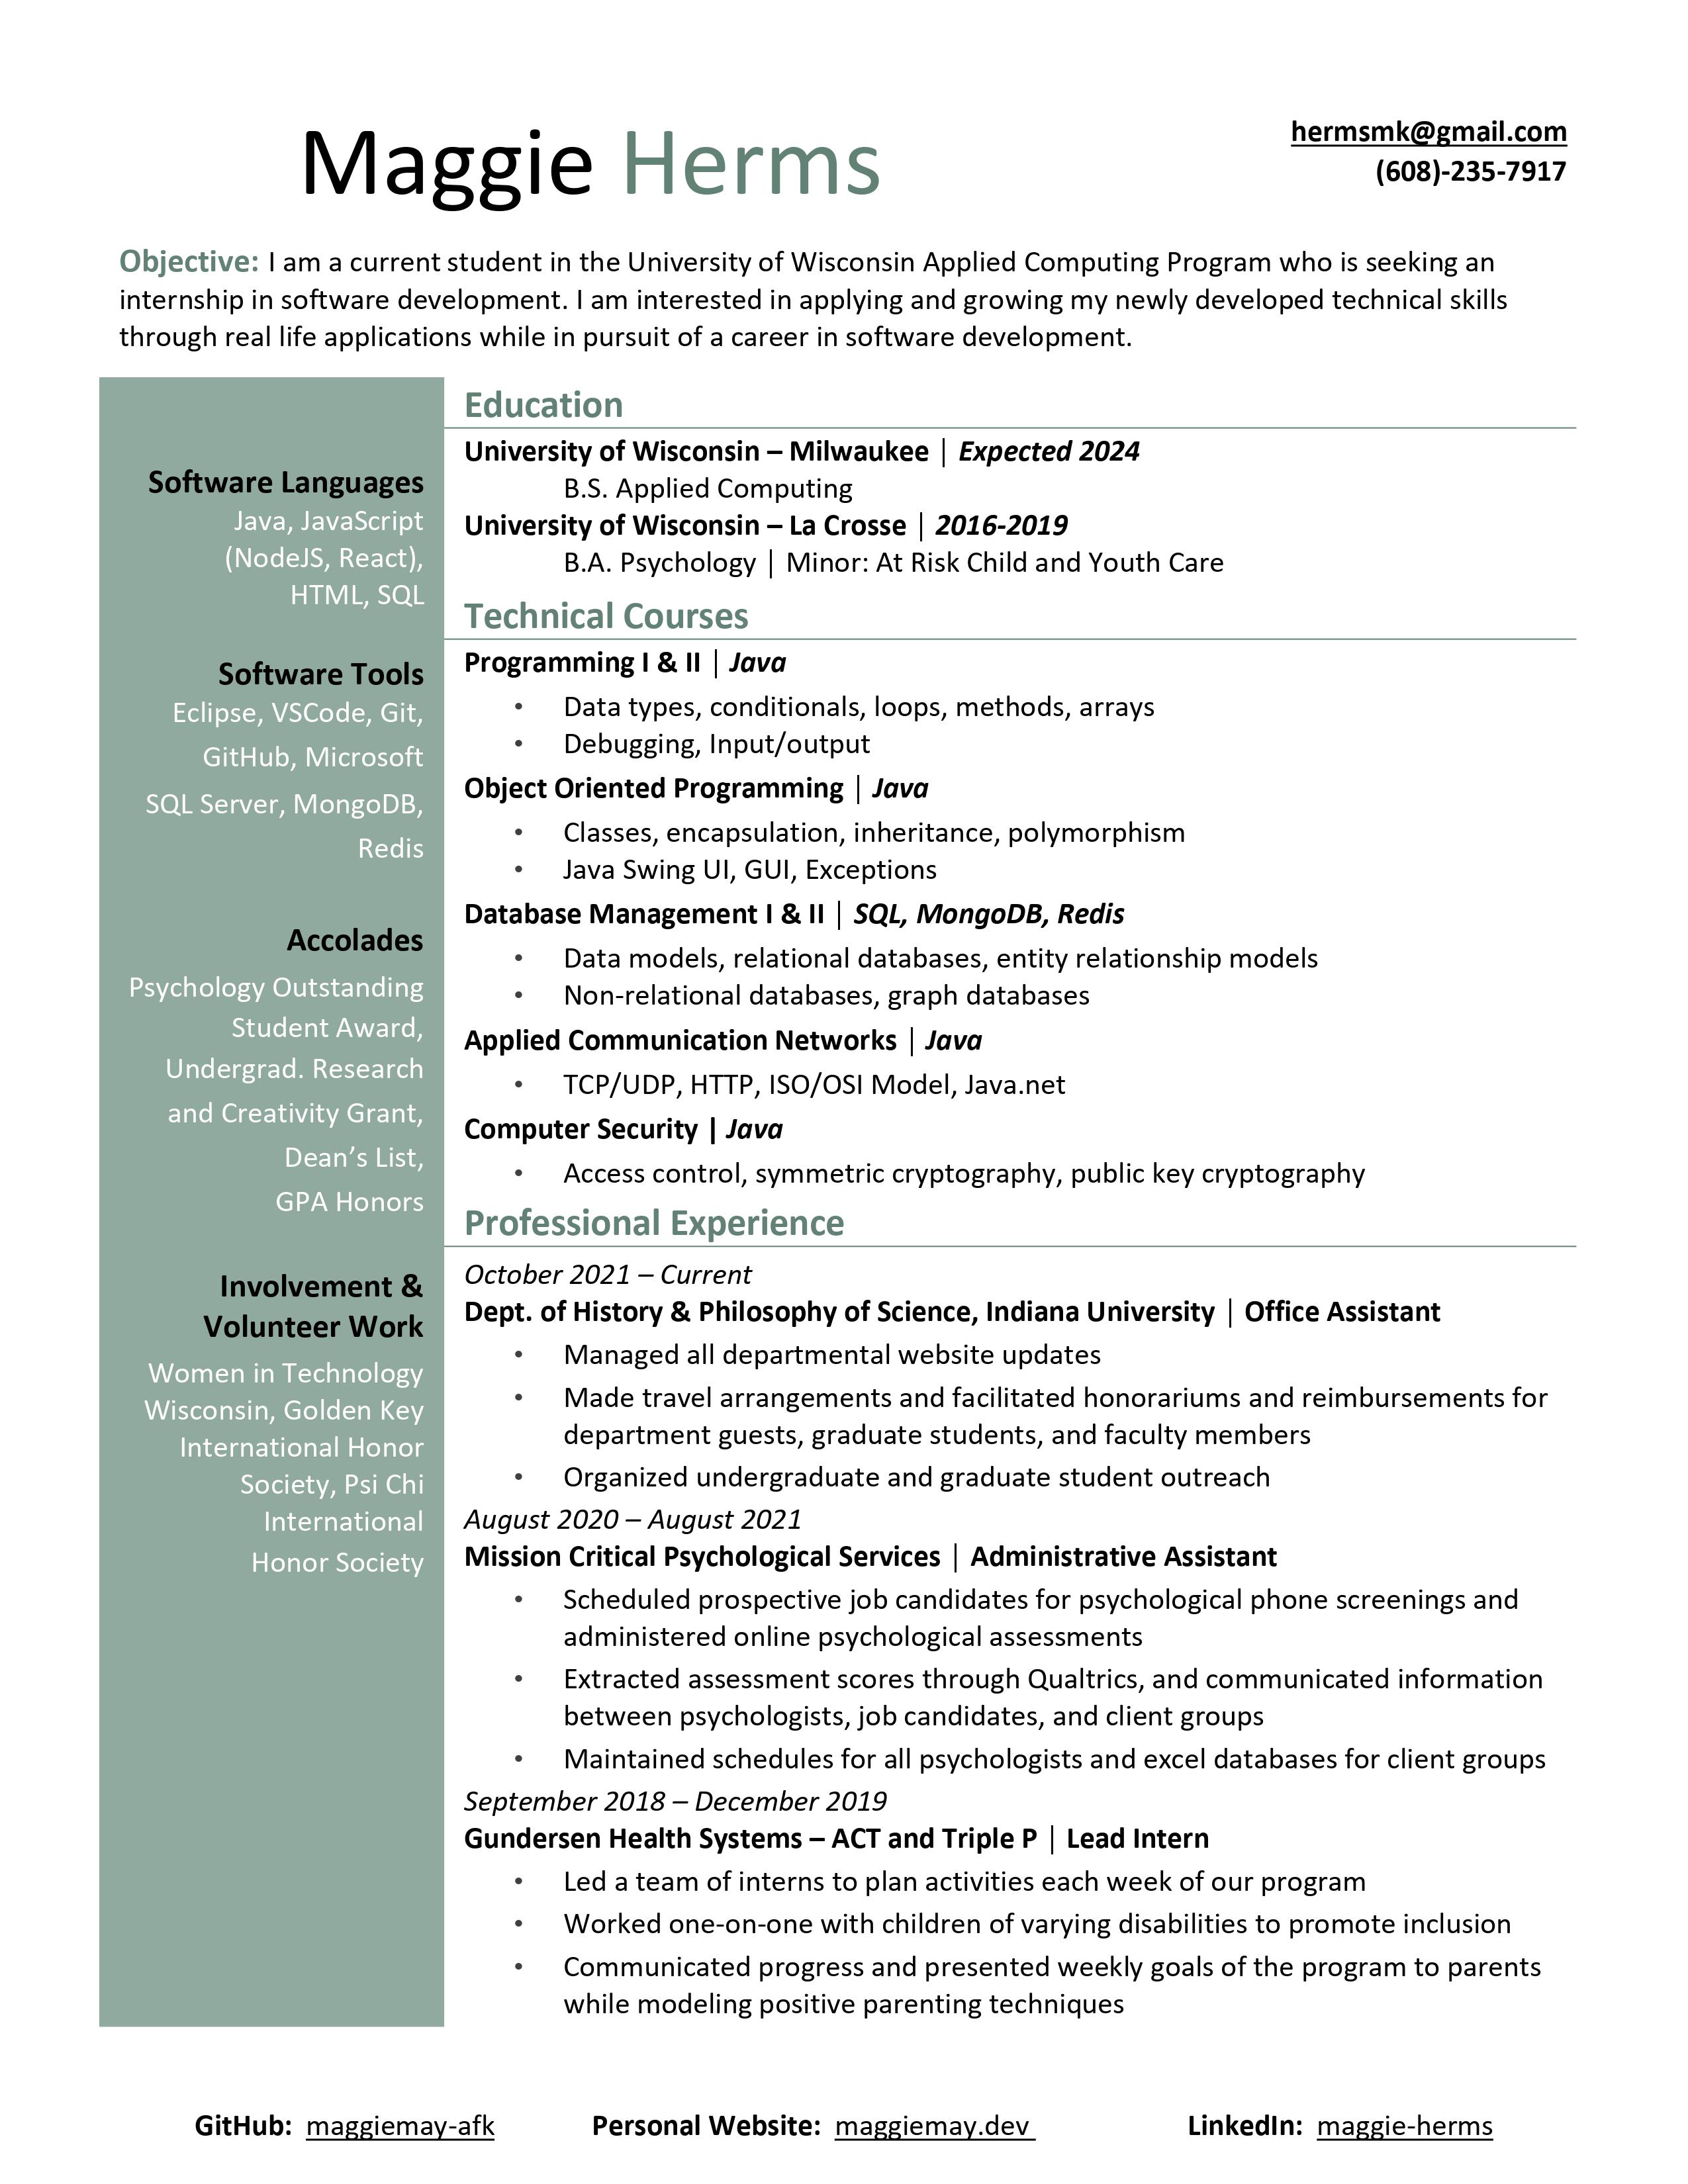 Maggie Herms
hermsmk@gmail.com
(608)-235-7917
Objective: I am a current student in the University of Wisconsin Applied Computing Program who is seeking an
internship in software development. I am interested in applying and growing my newly developed technical skills
through real life applications while in pursuit of a career in software development.
Software Languages
Java, JavaScript
(NodeJS, React),
HTML, SQL
Software Tools
Eclipse, VSCode, Git,
GitHub, Microsoft
SQL Server, MongoDB,
Redis
Accolades
Psychology Outstanding
Student Award,
Undergrad. Research
and Creativity Grant,
Dean’s List,
GPA Honors
Involvement &
Volunteer Work
Women in Technology
Wisconsin, Golden Key
International Honor
Society, Psi Chi
International
Honor Society
Education
University of Wisconsin – Milwaukee | Expected 2024
B.S. Applied Computing
University of Wisconsin – La Crosse | 2016-2019
B.A. Psychology | Minor: At Risk Child and Youth Care
Technical Courses
Programming I & II | Java
• Data types, conditionals, loops, methods, arrays
• Debugging, Input/output
Object Oriented Programming | Java
• Classes, encapsulation, inheritance, polymorphism
• Java Swing UI, GUI, Exceptions
Database Management I & II | SQL, MongoDB, Redis
• Data models, relational databases, entity relationship models
• Non-relational databases, graph databases
Applied Communication Networks | Java
• TCP/UDP, HTTP, ISO/OSI Model, Java.net
Computer Security | Java
• Access control, symmetric cryptography, public key cryptography
Professional Experience
October 2021 – Current
Dept. of History & Philosophy of Science, Indiana University | Office Assistant
• Managed all departmental website updates
• Made travel arrangements and facilitated honorariums and reimbursements for
department guests, graduate students, and faculty members
• Organized undergraduate and graduate student outreach
August 2020 – August 2021
Mission Critical Psychological Services | Administrative Assistant
• Scheduled prospective job candidates for psychological phone screenings and
administered online psychological assessments
• Extracted assessment scores through Qualtrics, and communicated information
between psychologists, job candidates, and client groups
• Maintained schedules for all psychologists and excel databases for client groups
September 2018 – December 2019
Gundersen Health Systems – ACT and Triple P | Lead Intern
• Led a team of interns to plan activities each week of our program
• Worked one-on-one with children of varying disabilities to promote inclusion
• Communicated progress and presented weekly goals of the program to parents
while modeling positive parenting techniques
GitHub: maggiemay-afk Personal Website: maggiemay.dev LinkedIn: maggie-herms